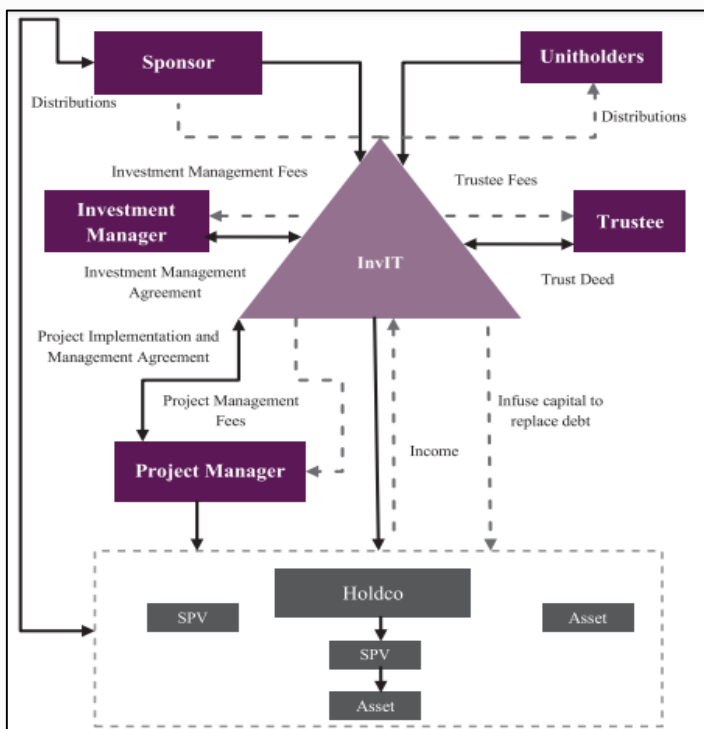 Sponsor
Unitholders
Distributions
Distributions
Investment Management Fees
Trustee Fees
Investment
Manager
Trustee
InvIT
Investment Management
Agreement
Trust Deed
Project Implementation and
Management Agreement
Project Management
Fees
Infuse capital to
replace debt
Income
Project Manager
Holdco
SPV
Asset
SPV
Asset